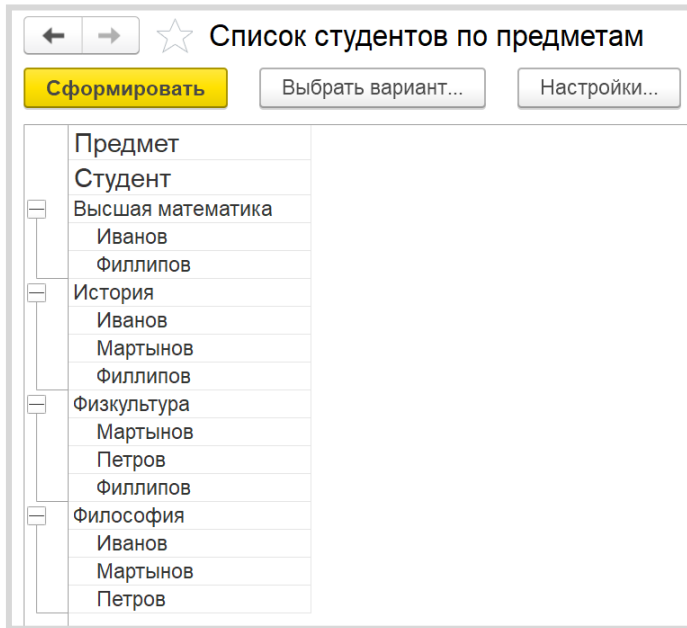 Список студентов по предметам
Сформировать Выбрать вариант... Настройки...
Предмет
Студент
Высшая математика
Иванов
Филлипов
История
Иванов
Мартынов
Филлипов
Физкультура
Мартынов
Петров
Филлипов
Философия
Иванов
Мартынов
Петров